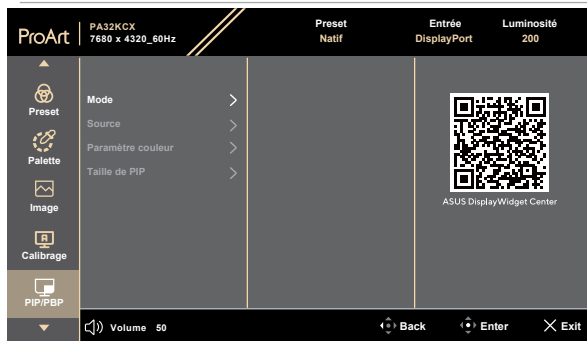 ProArt
PA32KCX
7680 x 4320_60Hz
Preset
Natif
Entrée
DisplayPort
Luminosité
200
Preset
Palette
Image
Calibrage
PIP/PBP
Mode
Source
Paramètre couleur
Taille de PIP
ASUS DisplayWidget Center
Volume 50
Back
Enter
Exit